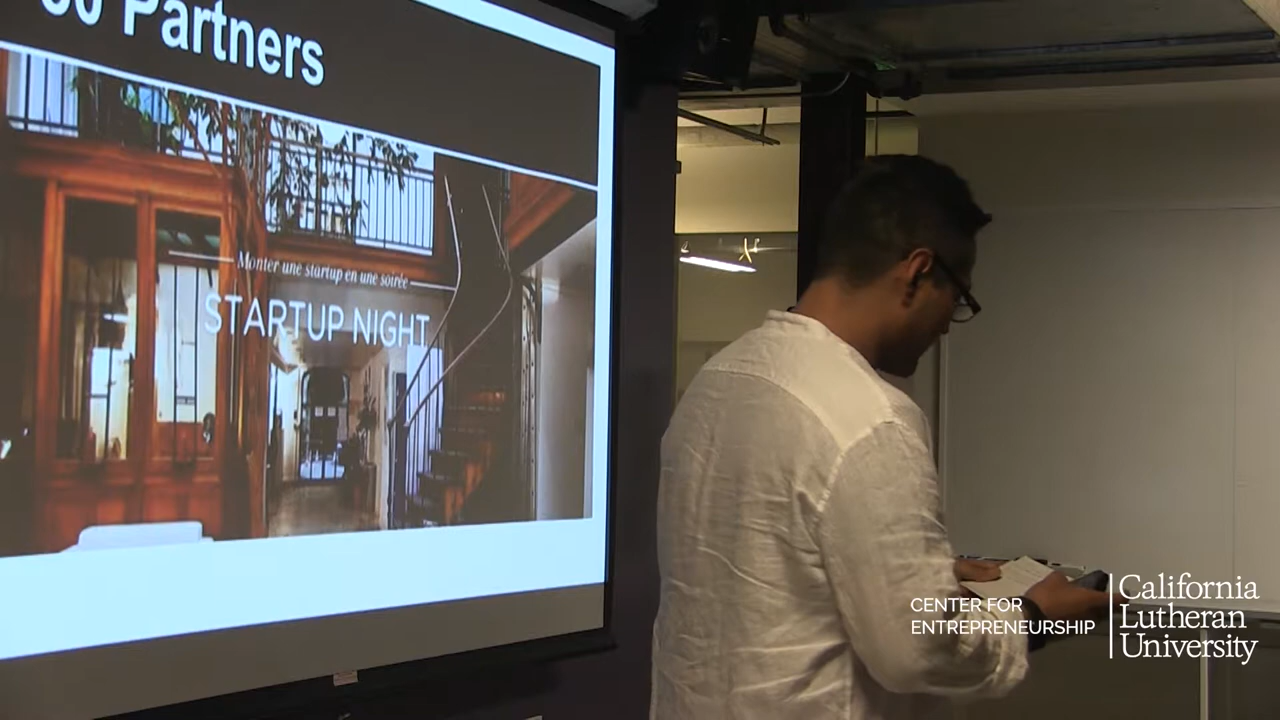 Partners
Monter une startup en une soirée
STARTUP NIGHT
CENTER FOR
ENTREPRENEURSHIP
California
Lutheran
University